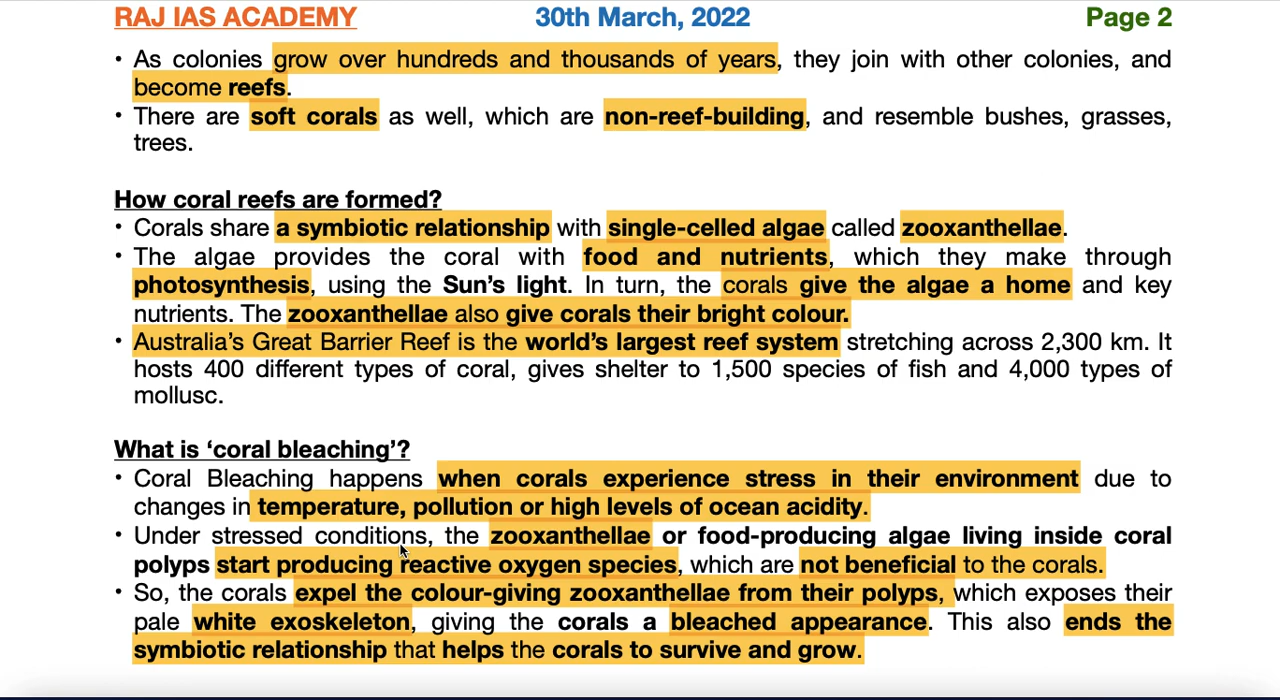 RAJ IAS ACADEMY 30th March, 2022 Page 2
• As colonies grow over hundreds and thousands of years, they join with other colonies, and
become reefs.
• There are soft corals as well, which are non-reef-building, and resemble bushes, grasses,
trees.
How coral reefs are formed?
• Corals share a symbiotic relationship with single-celled algae called zooxanthellae.
• The algae provides the coral with food and nutrients, which they make through
photosynthesis, using the Sun’s light. In turn, the corals give the algae a home and key
nutrients. The zooxanthellae also give corals their bright colour.
• Australia’s Great Barrier Reef is the world’s largest reef system stretching across 2,300 km. It
hosts 400 different types of coral, gives shelter to 1,500 species of fish and 4,000 types of
mollusc.
What is ‘coral bleaching’?
• Coral Bleaching happens when corals experience stress in their environment due to
changes in temperature, pollution or high levels of ocean acidity.
• Under stressed conditions, the zooxanthellae or food-producing algae living inside coral
polyps start producing reactive oxygen species, which are not beneficial to the corals.
• So, the corals expel the colour-giving zooxanthellae from their polyps, which exposes their
pale white exoskeleton, giving the corals a bleached appearance. This also ends the
symbiotic relationship that helps the corals to survive and grow.